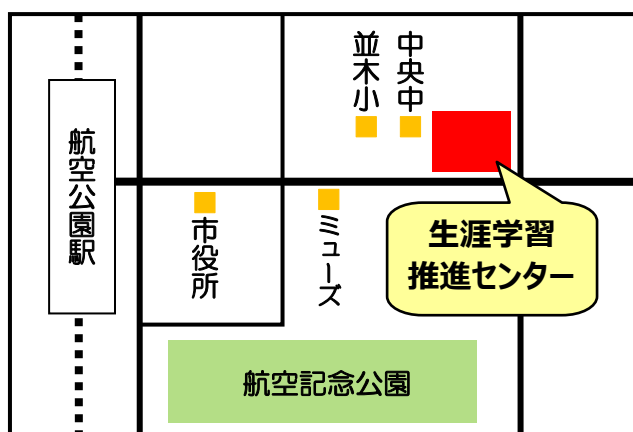 並木小
中央中
航空公園駅
市役所
ミューズ
生涯学習
推進センター
航空記念公園